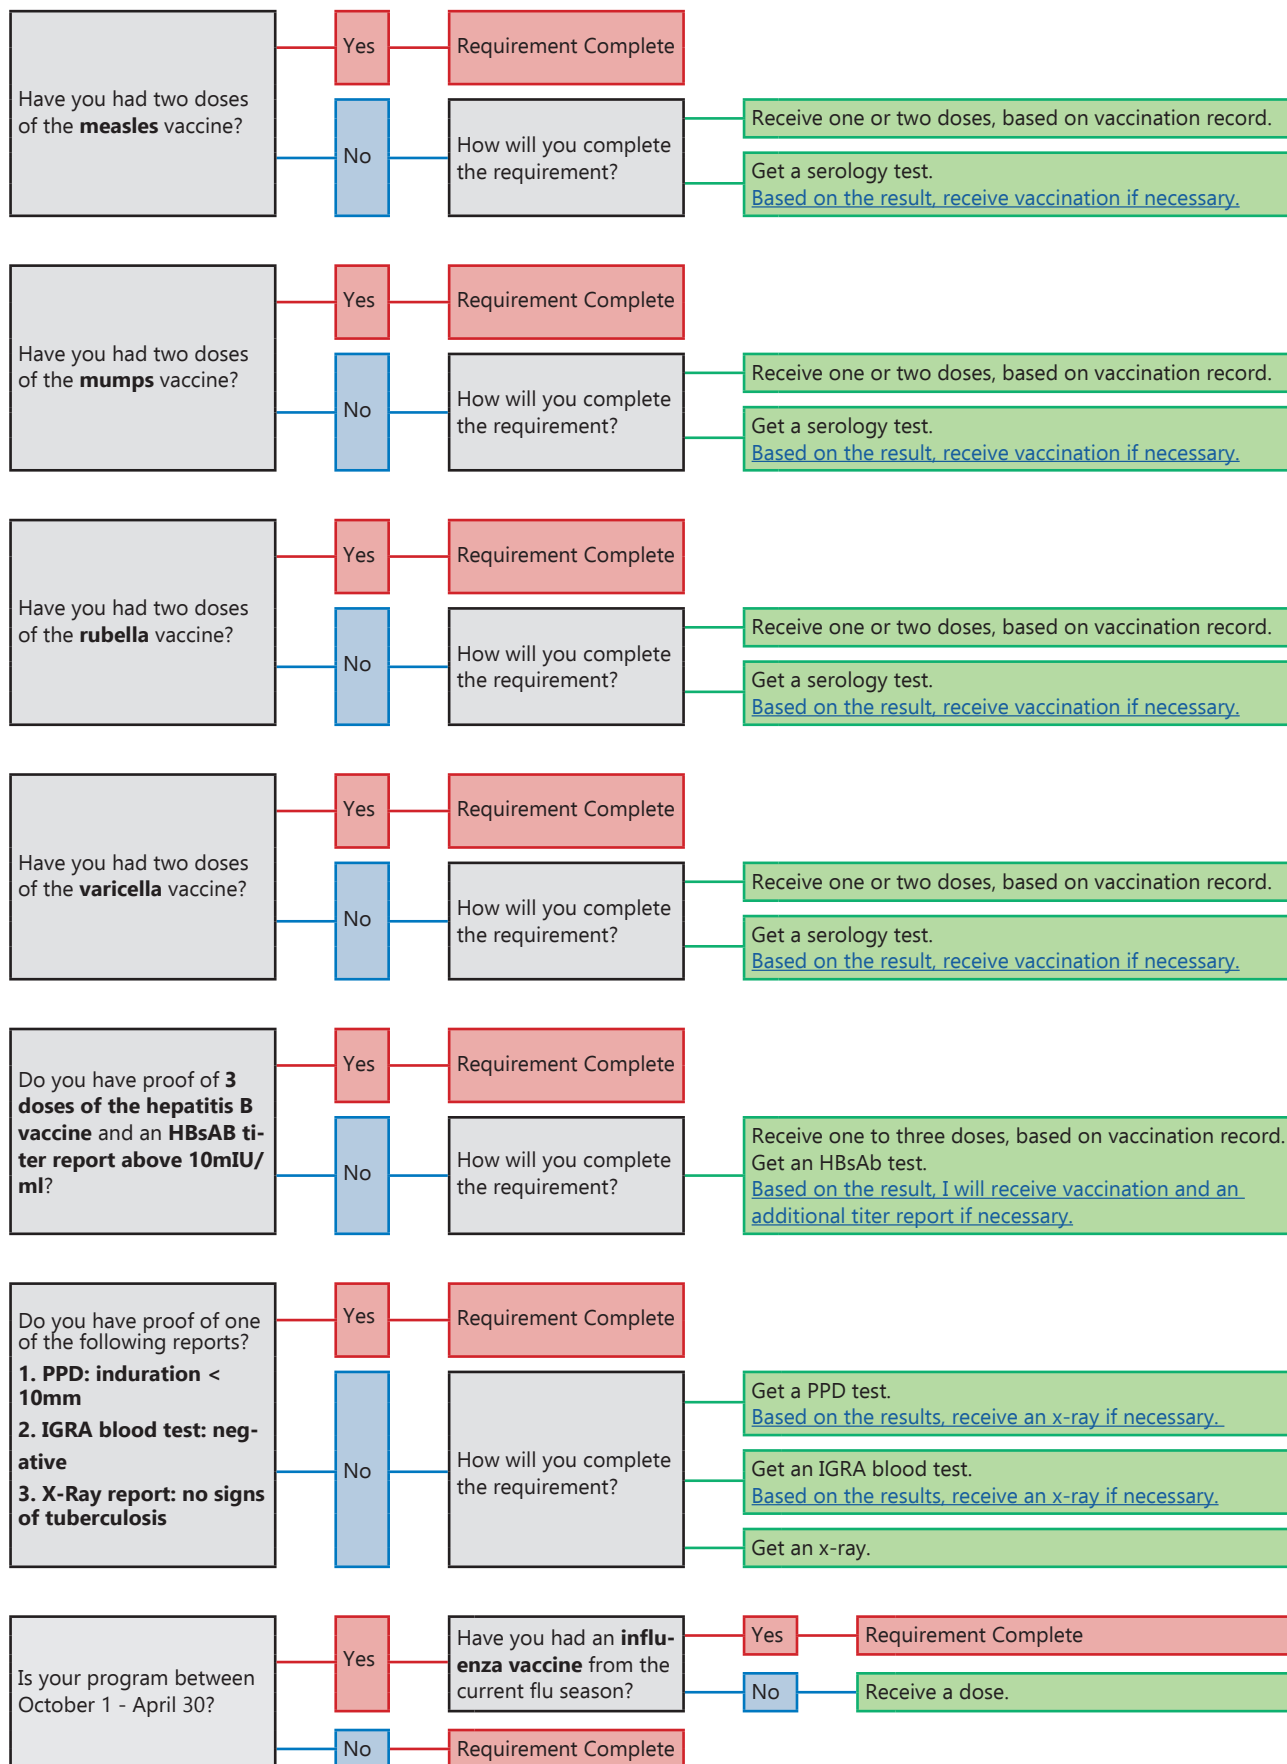 Have you had two doses
of the measles vaccine?
Yes
Requirement Complete
No
How will you complete
the requirement?
Receive one or two doses, based on vaccination record.
Get a serology test.
Based on the result, receive vaccination if necessary.
Have you had two doses
of the mumps vaccine?
Yes
Requirement Complete
No
How will you complete
the requirement?
Receive one or two doses, based on vaccination record.
Get a serology test.
Based on the result, receive vaccination if necessary.
Have you had two doses
of the rubella vaccine?
Yes
Requirement Complete
No
How will you complete
the requirement?
Receive one or two doses, based on vaccination record.
Get a serology test.
Based on the result, receive vaccination if necessary.
Have you had two doses
of the varicella vaccine?
Yes
Requirement Complete
No
How will you complete
the requirement?
Receive one or two doses, based on vaccination record.
Get a serology test.
Based on the result, receive vaccination if necessary.
Do you have proof of 3
doses of the hepatitis B
vaccine and an HBsAB ti-
ter report above 10mIU/
ml?
Yes
Requirement Complete
No
How will you complete
the requirement?
Receive one to three doses, based on vaccination record.
Get an HBsAb test.
Based on the result, I will receive vaccination and an
additional titer report if necessary.
Do you have proof of one
of the following reports?
1. PPD: induration <
10mm
2. IGRA blood test: neg-
ative
3. X-Ray report: no signs
of tuberculosis
Yes
Requirement Complete
No
How will you complete
the requirement?
Get a PPD test.
Based on the results, receive an x-ray if necessary.
Get an IGRA blood test.
Based on the results, receive an x-ray if necessary.
Get an x-ray.
Is your program between
October 1 - April 30?
Yes
Have you had an influ-
enza vaccine from the
current flu season?
Yes
Requirement Complete
No
Receive a dose.
No
Requirement Complete